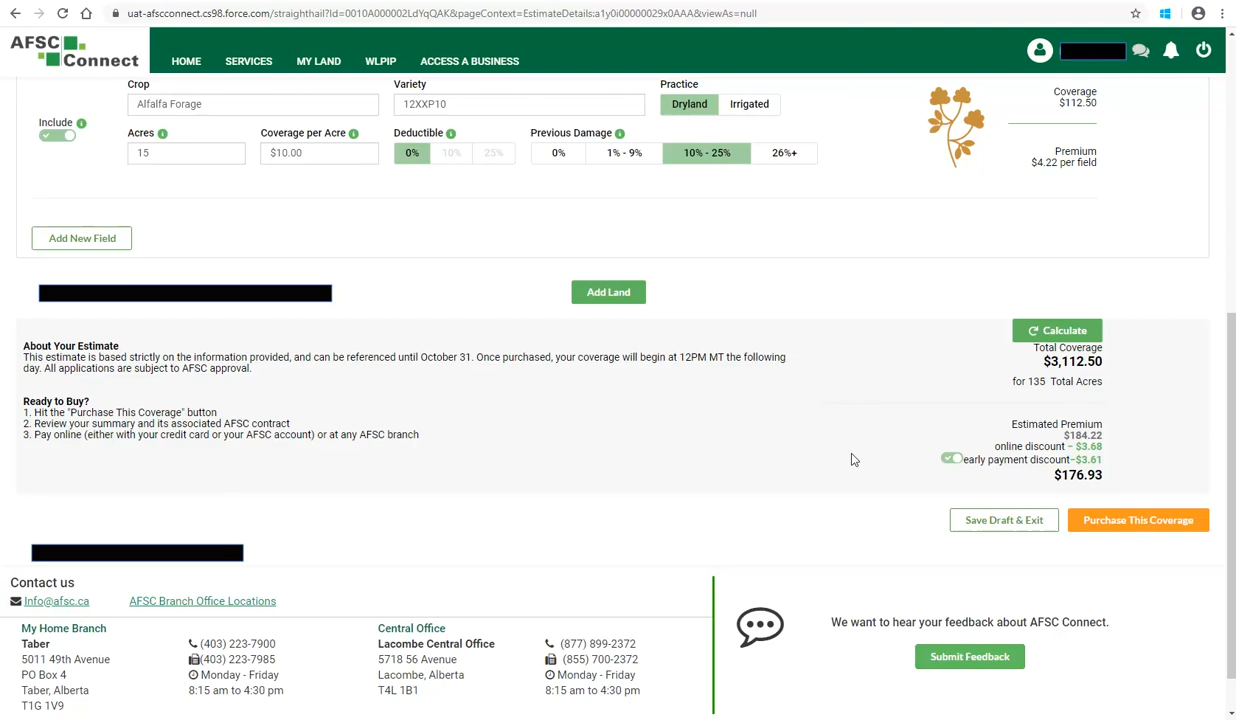 uat-afscconnect.cs98.force.com/straighthail?Id=0010A000002LdYqQAK&pageContext=EstimateDetails:a1y0i00000029x0AAA&viewAs=null
AFSC Connect
HOME SERVICES MY LAND WLPIP ACCESS A BUSINESS
Crop Variety Practice
Alfalfa Forage 12XXP10 Dryland Irrigated
Coverage
$112.50
Include
Acres Coverage per Acre Deductible Previous Damage
15 $10.00 0% 10% 25% 0% 1% - 9% 10% - 25% 26%+
Premium
$4.22 per field
Add New Field
Add Land
Calculate
About Your Estimate
This estimate is based strictly on the information provided, and can be referenced until October 31. Once purchased, your coverage will begin at 12PM MT the following
day. All applications are subject to AFSC approval.
Total Coverage
$3,112.50
for 135 Total Acres
Ready to Buy?
1. Hit the "Purchase This Coverage" button
2. Review your summary and its associated AFSC contract
3. Pay online (either with your credit card or your AFSC account) or at any AFSC branch
Estimated Premium
$184.22
online discount − $3.68
early payment discount−$3.61
$176.93
Save Draft & Exit Purchase This Coverage
Contact us
Info@afsc.ca AFSC Branch Office Locations
My Home Branch
Taber
5011 49th Avenue
PO Box 4
Taber, Alberta
T1G 1V9
(403) 223-7900
(403) 223-7985
Monday - Friday
8:15 am to 4:30 pm
Central Office
Lacombe Central Office
5718 56 Avenue
Lacombe, Alberta
T4L 1B1
(877) 899-2372
(855) 700-2372
Monday - Friday
8:15 am to 4:30 pm
We want to hear your feedback about AFSC Connect.
Submit Feedback